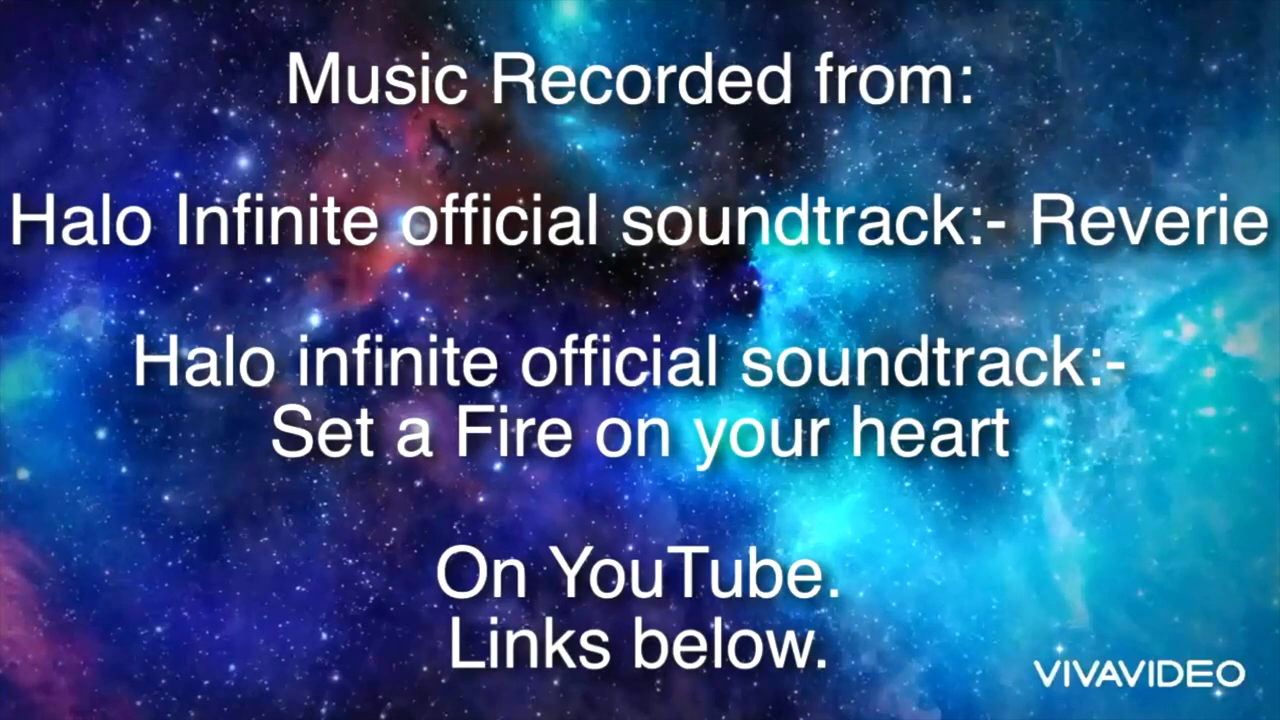 Music Recorded from:
Halo Infinite official soundtrack:- Reverie
Halo infinite official soundtrack:-
Set a Fire on your heart
On YouTube.
Links below.
VIVAVIDEO